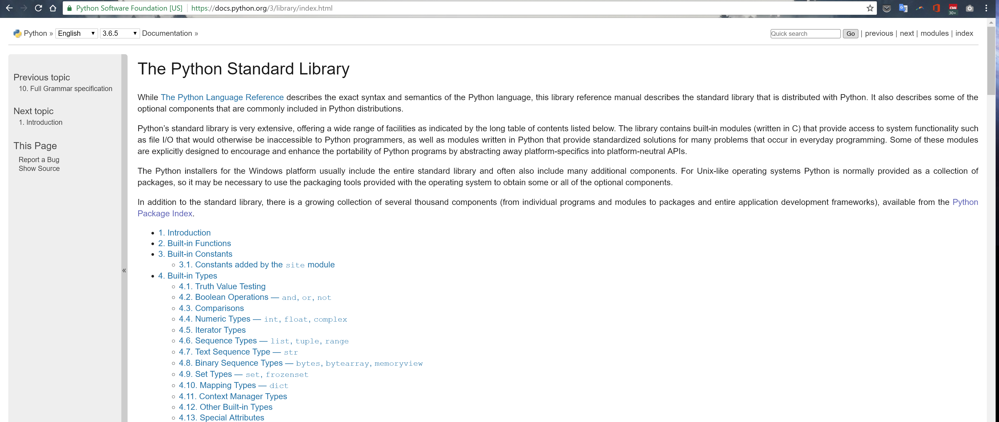 Python Software Foundation [US] https://docs.python.org/3/library/index.html
CNN
30+
Python » English 3.6.5 Documentation » Quick search Go | previous | next | modules | index
Previous topic
10. Full Grammar specification
Next topic
1. Introduction
This Page
Report a Bug
Show Source
«
The Python Standard Library
While The Python Language Reference describes the exact syntax and semantics of the Python language, this library reference manual describes the standard library that is distributed with Python. It also describes some of the
optional components that are commonly included in Python distributions.
Python’s standard library is very extensive, offering a wide range of facilities as indicated by the long table of contents listed below. The library contains built-in modules (written in C) that provide access to system functionality such
as file I/O that would otherwise be inaccessible to Python programmers, as well as modules written in Python that provide standardized solutions for many problems that occur in everyday programming. Some of these modules
are explicitly designed to encourage and enhance the portability of Python programs by abstracting away platform-specifics into platform-neutral APIs.
The Python installers for the Windows platform usually include the entire standard library and often also include many additional components. For Unix-like operating systems Python is normally provided as a collection of
packages, so it may be necessary to use the packaging tools provided with the operating system to obtain some or all of the optional components.
In addition to the standard library, there is a growing collection of several thousand components (from individual programs and modules to packages and entire application development frameworks), available from the Python
Package Index.
• 1. Introduction
• 2. Built-in Functions
• 3. Built-in Constants
◦ 3.1. Constants added by the site module
• 4. Built-in Types
◦ 4.1. Truth Value Testing
◦ 4.2. Boolean Operations — and, or, not
◦ 4.3. Comparisons
◦ 4.4. Numeric Types — int, float, complex
◦ 4.5. Iterator Types
◦ 4.6. Sequence Types — list, tuple, range
◦ 4.7. Text Sequence Type — str
◦ 4.8. Binary Sequence Types — bytes, bytearray, memoryview
◦ 4.9. Set Types — set, frozenset
◦ 4.10. Mapping Types — dict
◦ 4.11. Context Manager Types
◦ 4.12. Other Built-in Types
◦ 4.13. Special Attributes